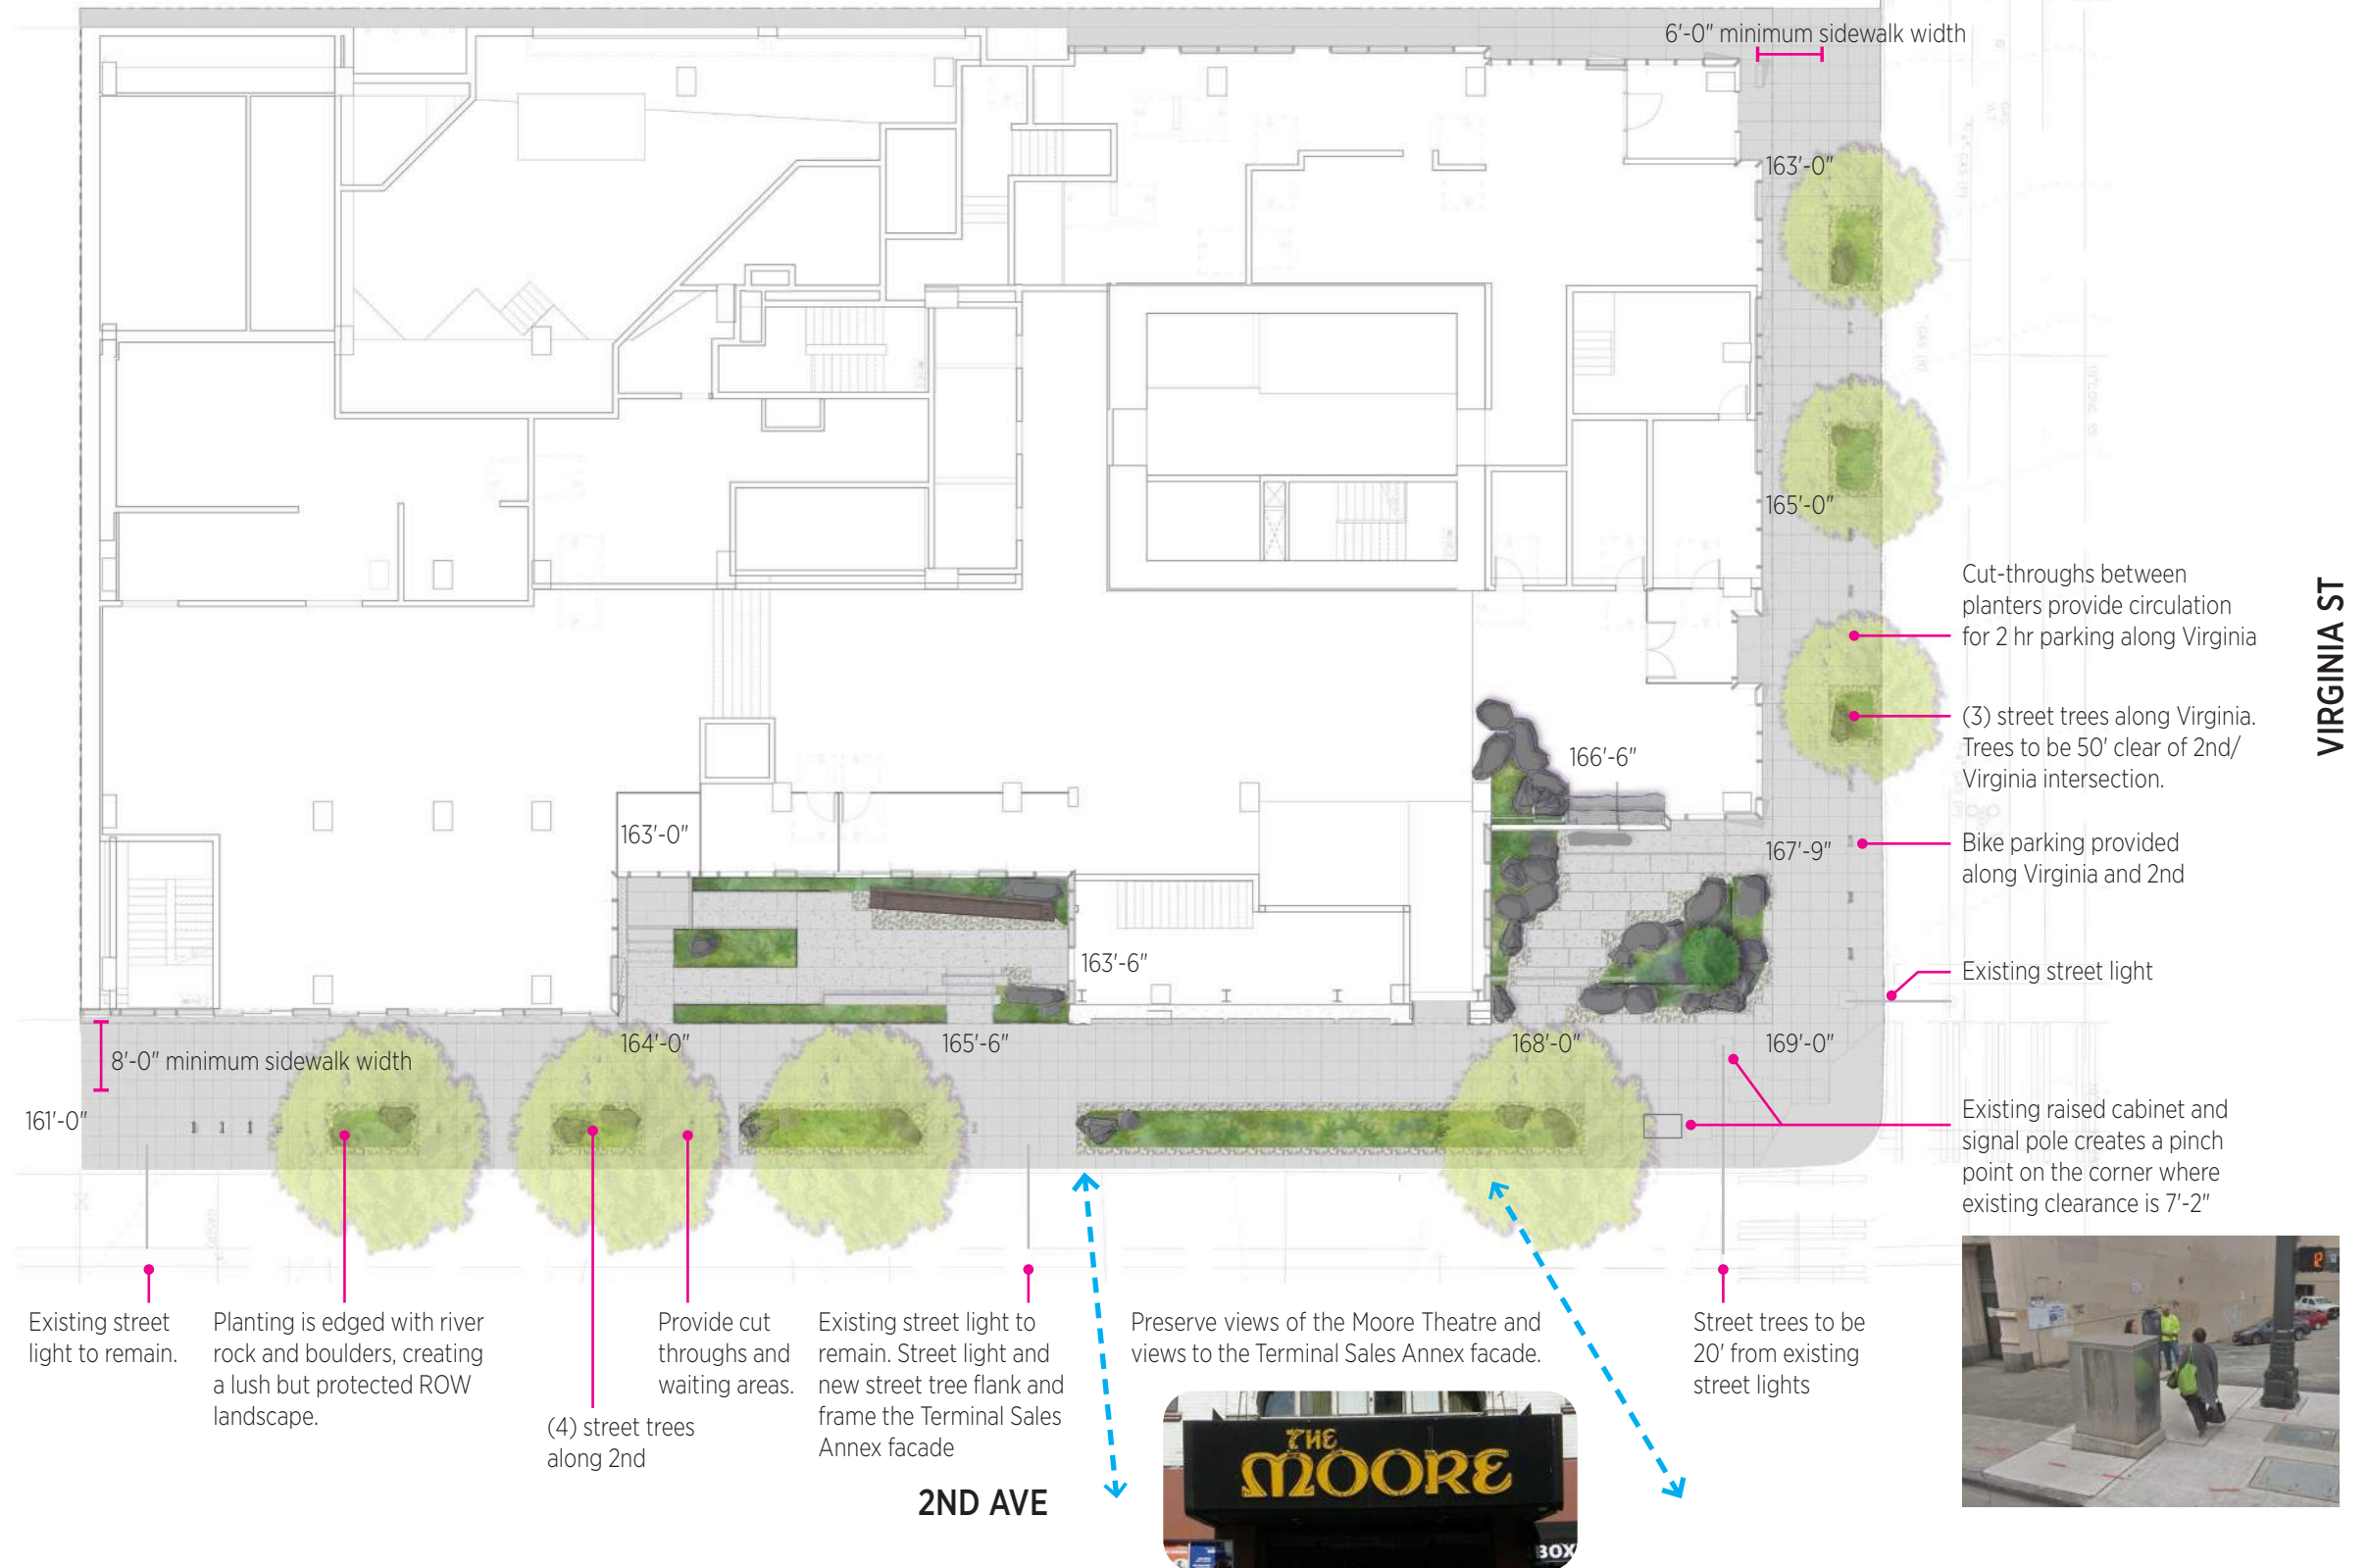 6'-0" minimum sidewalk width
163'-0"
165'-0"
Cut-throughs between
planters provide circulation
for 2 hr parking along Virginia
VIRGINIA ST
(3) street trees along Virginia.
Trees to be 50' clear of 2nd/
Virginia intersection.
166'-6"
163'-0"
167'-9"
Bike parking provided
along Virginia and 2nd
163'-6"
Existing street light
164'-0"
165'-6"
168'-0"
169'-0"
8'-0" minimum sidewalk width
161'-0"
Existing raised cabinet and
signal pole creates a pinch
point on the corner where
existing clearance is 7'-2"
Existing street
light to remain.
Planting is edged with river
rock and boulders, creating
a lush but protected ROW
landscape.
(4) street trees
along 2nd
Provide cut
throughs and
waiting areas.
Existing street light to
remain. Street light and
new street tree flank and
frame the Terminal Sales
Annex facade
Preserve views of the Moore Theatre and
views to the Terminal Sales Annex facade.
Street trees to be
20' from existing
street lights
12
2ND AVE
THE
MOORE
BOX